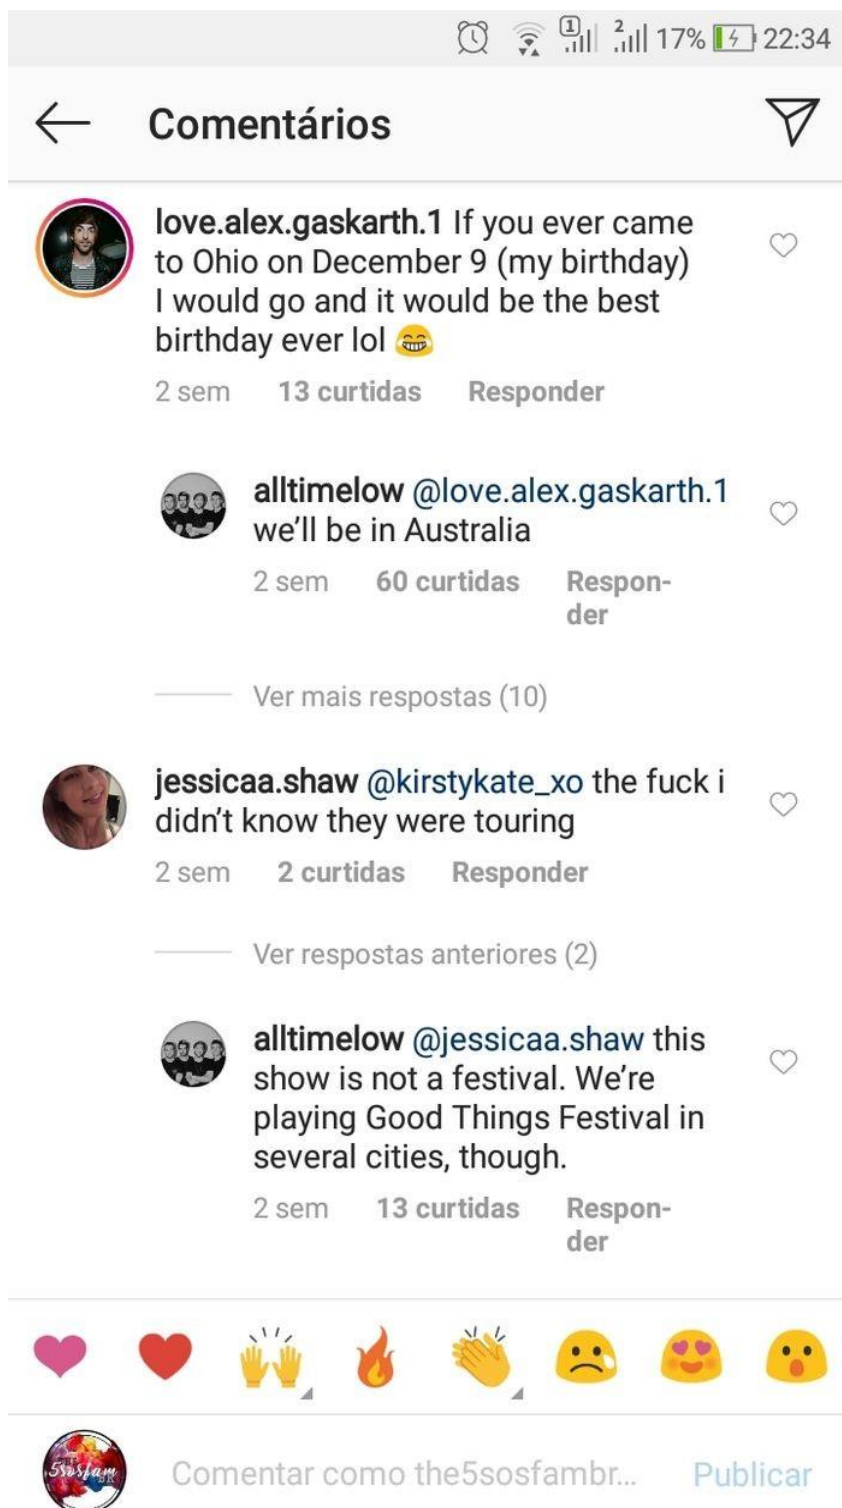 1 2 17% 22:34
Comentários
love.alex.gaskarth.1 If you ever came
to Ohio on December 9 (my birthday)
I would go and it would be the best
birthday ever lol 😂
2 sem 13 curtidas Responder
alltimelow @love.alex.gaskarth.1
we'll be in Australia
2 sem 60 curtidas Respon-
der
Ver mais respostas (10)
jessicaa.shaw @kirstykate_xo the fuck i
didn't know they were touring
2 sem 2 curtidas Responder
Ver respostas anteriores (2)
alltimelow @jessicaa.shaw this
show is not a festival. We're
playing Good Things Festival in
several cities, though.
2 sem 13 curtidas Respon-
der
5sosfam
Comentar como the5sosfambr... Publicar